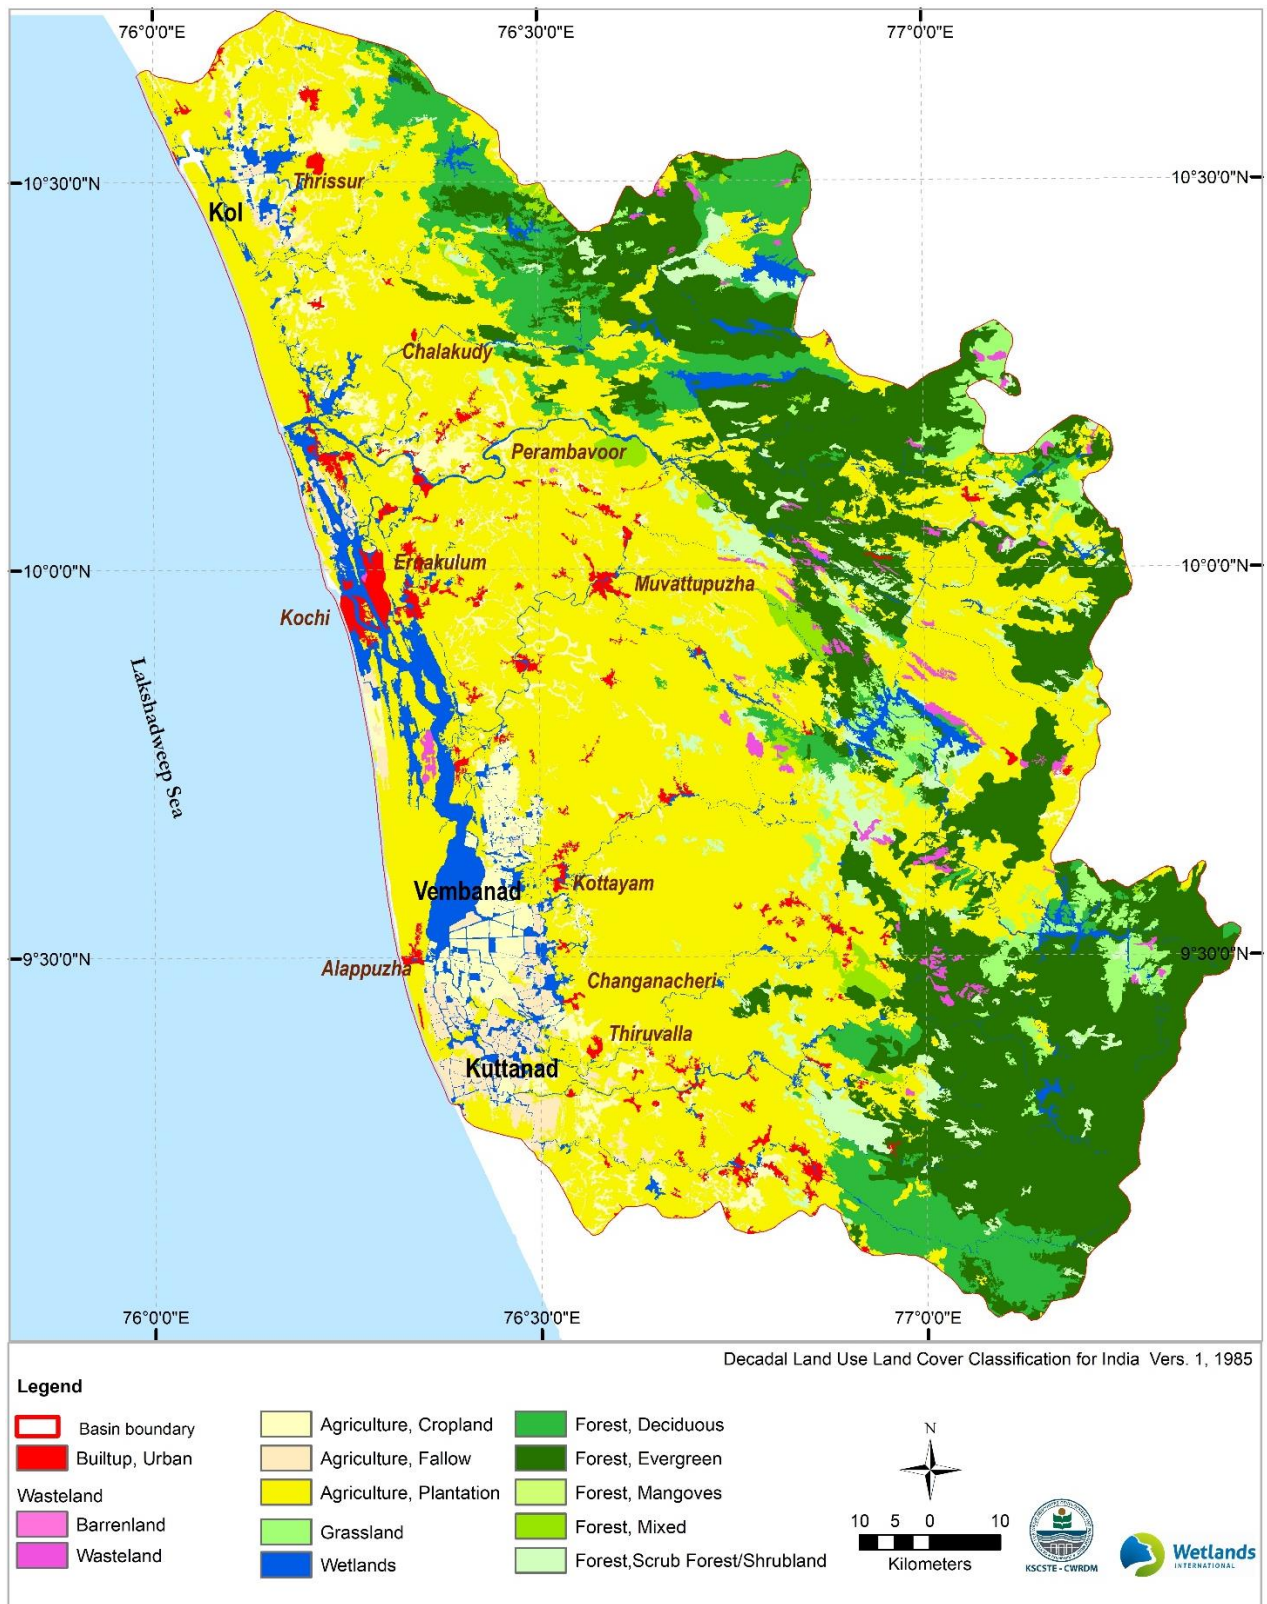 76°0'0"E
76°30'0"E
77°0'0"E
10°30'0"N
10°30'0"N
Thrissur
Kol
Chalakudy
Perambavoor
Ernakulum
10°0'0"N
10°0'0"N
Muvattupuzha
Kochi
Lakshadweep Sea
Kottayam
Vembanad
9°30'0"N
9°30'0"N
Alappuzha
Changanacheri
Thiruvalla
Kuttanad
76°0'0"E
76°30'0"E
77°0'0"E
Decadal Land Use Land Cover Classification for India Vers. 1, 1985
Legend
Basin boundary
Builtup, Urban
Wasteland
Barrenland
Wasteland
Agriculture, Cropland
Agriculture, Fallow
Agriculture, Plantation
Grassland
Wetlands
Forest, Deciduous
Forest, Evergreen
Forest, Mangoves
Forest, Mixed
Forest,Scrub Forest/Shrubland
N
10 5 0 10
Kilometers
KSCSTE - CWRDM
Wetlands
INTERNATIONAL